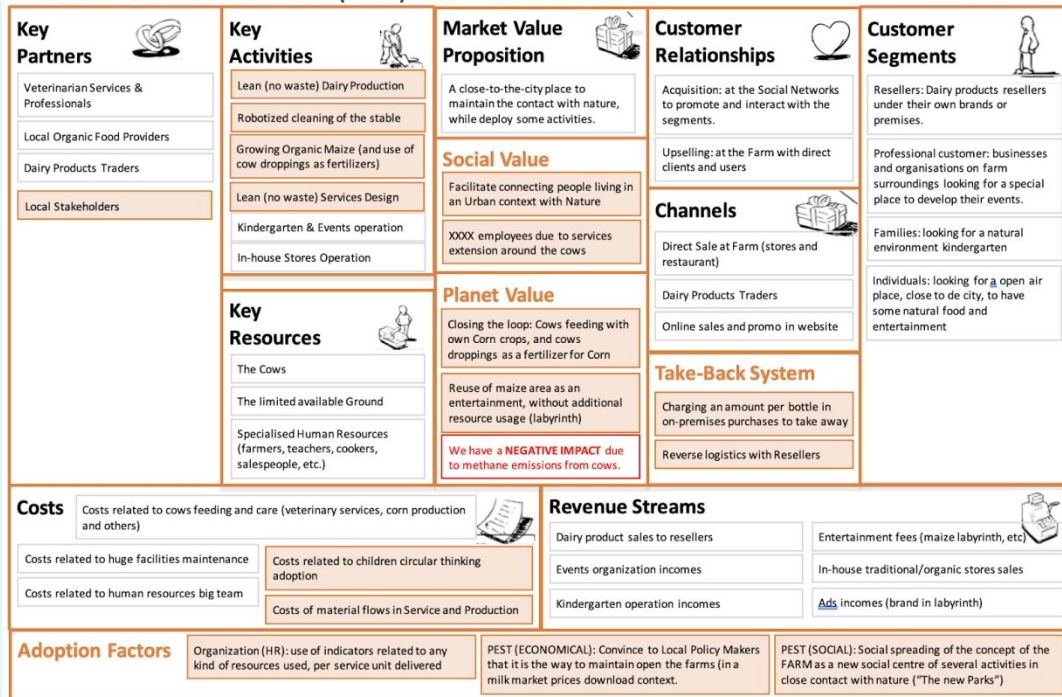 Key
Partners
Veterinarian Services &
Professionals
Local Organic Food Providers
Dairy Products Traders
Local Stakeholders
Key
Activities
Lean (no waste) Dairy Production
Robotized cleaning of the stable
Growing Organic Maize (and use of
cow droppings as fertilizers)
Lean (no waste) Services Design
Kindergarten & Events operation
In-house Stores Operation
Key
Resources
The Cows
The limited available Ground
Specialised Human Resources
(farmers, teachers, cookers,
salespeople, etc.)
Market Value
Proposition
A close-to-the-city place to
maintain the contact with nature,
while deploy some activities.
Social Value
Facilitate connecting people living in
an Urban context with Nature
XXXX employees due to services
extension around the cows
Planet Value
Closing the loop: Cows feeding with
own Corn crops, and cows
droppings as a fertilizer for Corn
Reuse of maize area as an
entertainment, without additional
resource usage (labyrinth)
We have a NEGATIVE IMPACT due
to methane emissions from cows.
Customer
Relationships
Acquisition: at the Social Networks
to promote and interact with the
segments.
Upselling: at the Farm with direct
clients and users
Channels
Direct Sale at Farm (stores and
restaurant)
Dairy Products Traders
Online sales and promo in website
Take-Back System
Charging an amount per bottle in
on-premises purchases to take away
Reverse logistics with Resellers
Customer
Segments
Resellers: Dairy products resellers
under their own brands or
premises.
Professional customer: businesses
and organisations on farm
surroundings looking for a special
place to develop their events.
Families: looking for a natural
environment kindergarten
Individuals: looking for a open air
place, close to de city, to have
some natural food and
entertainment
Costs
Costs related to cows feeding and care (veterinary services, corn production
and others)
Costs related to huge facilities maintenance
Costs related to human resources big team
Costs related to children circular thinking
adoption
Costs of material flows in Service and Production
Revenue Streams
Dairy product sales to resellers
Events organization incomes
Kindergarten operation incomes
Entertainment fees (maize labyrinth, etc)
In-house traditional/organic stores sales
Ads incomes (brand in labyrinth)
Adoption Factors
Organization (HR): use of indicators related to any
kind of resources used, per service unit delivered
PEST (ECONOMICAL): Convince to Local Policy Makers
that it is the way to maintain open the farms (in a
milk market prices download context.
PEST (SOCIAL): Social spreading of the concept of the
FARM as a new social centre of several activities in
close contact with nature ("The new Parks")